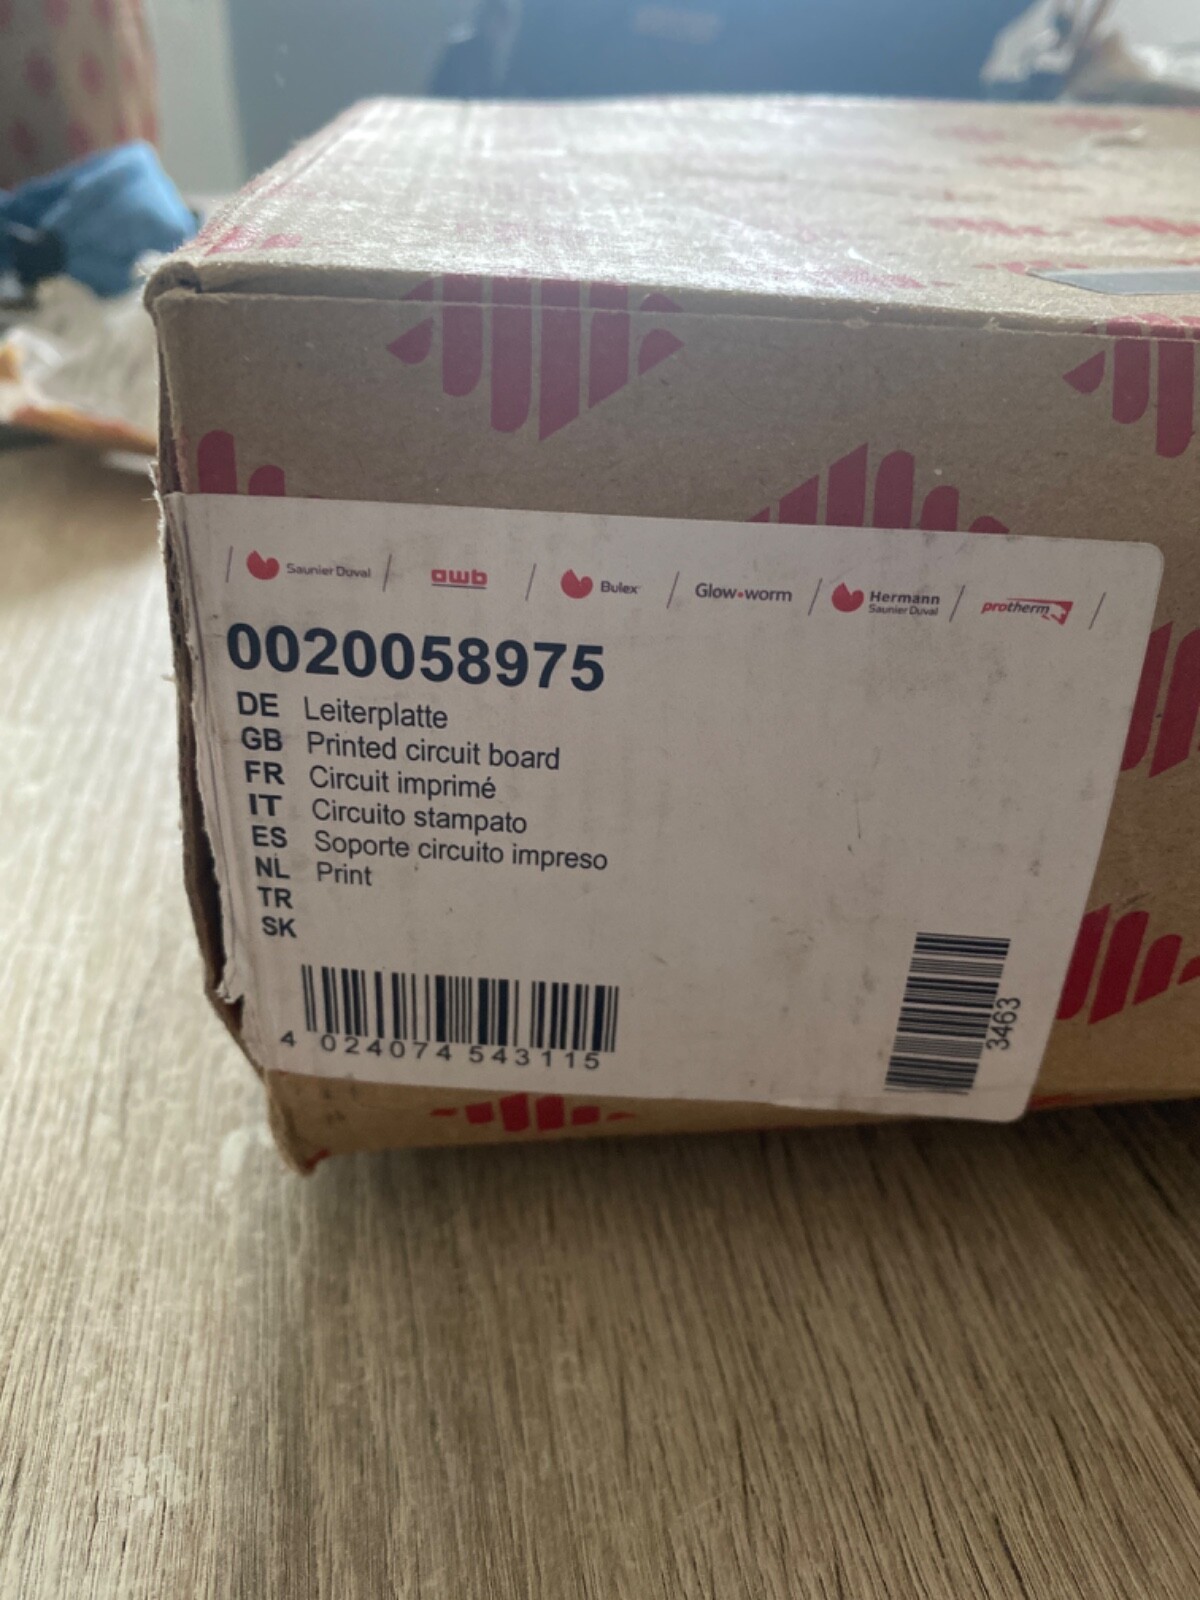 Saunier Duval awb Bulex Glow•worm Hermann Saunier Duval protherm
0020058975
DE Leiterplatte
GB Printed circuit board
FR Circuit imprimé
IT Circuito stampato
ES Soporte circuito impreso
NL Print
TR
SK
4 024074 543115
3463